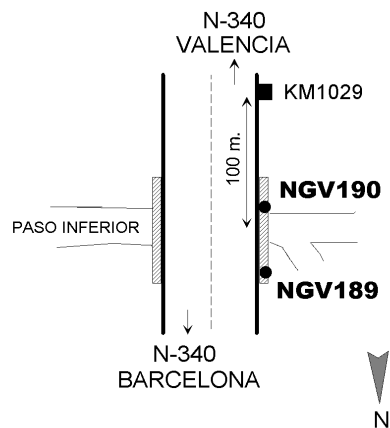 N-340
VALENCIA
KM1029
100 m.
NGV190
PASO INFERIOR
NGV189
N-340
BARCELONA
N